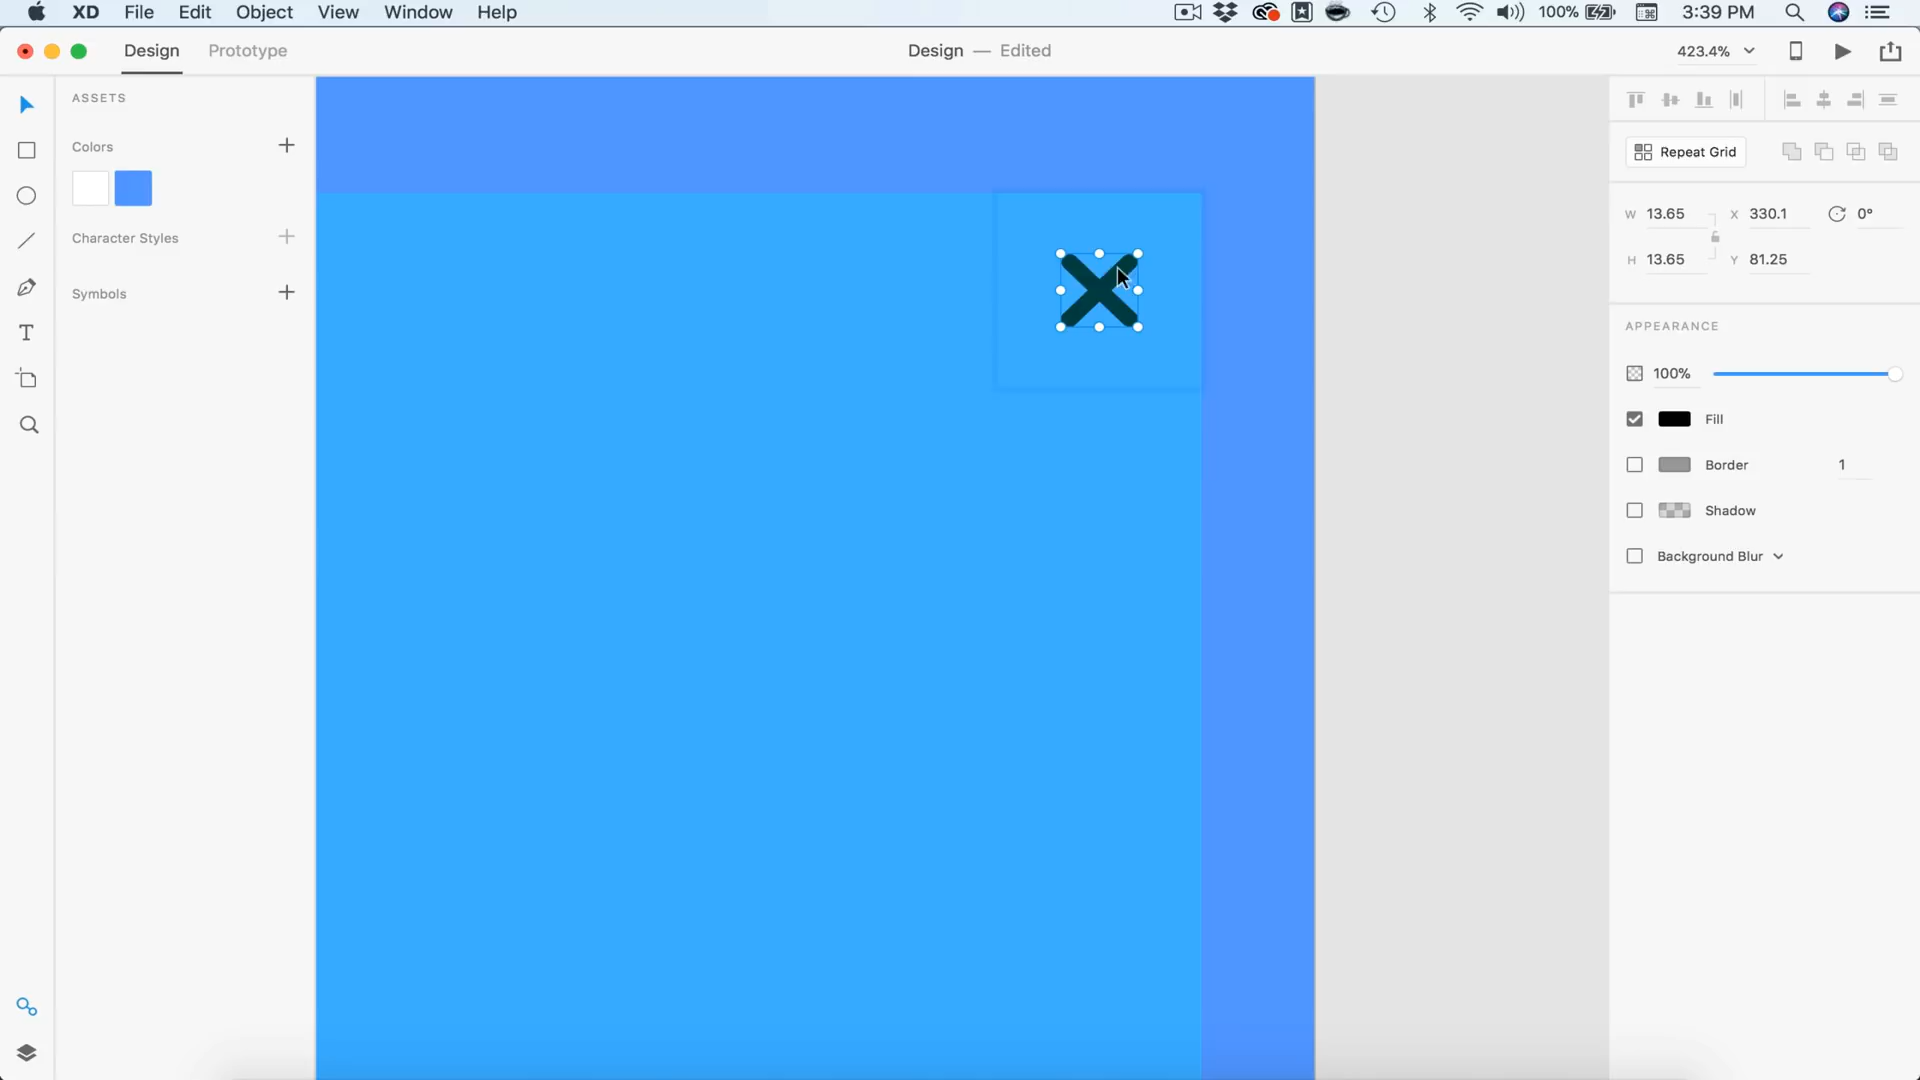 XD File Edit Object View Window Help 100% 3:39 PM
Design Prototype Design — Edited 423.4%
ASSETS
Colors
Character Styles
Symbols
Repeat Grid
W 13.65 X 330.1 0°
H 13.65 Y 81.25
APPEARANCE
100%
Fill
Border 1
Shadow
Background Blur